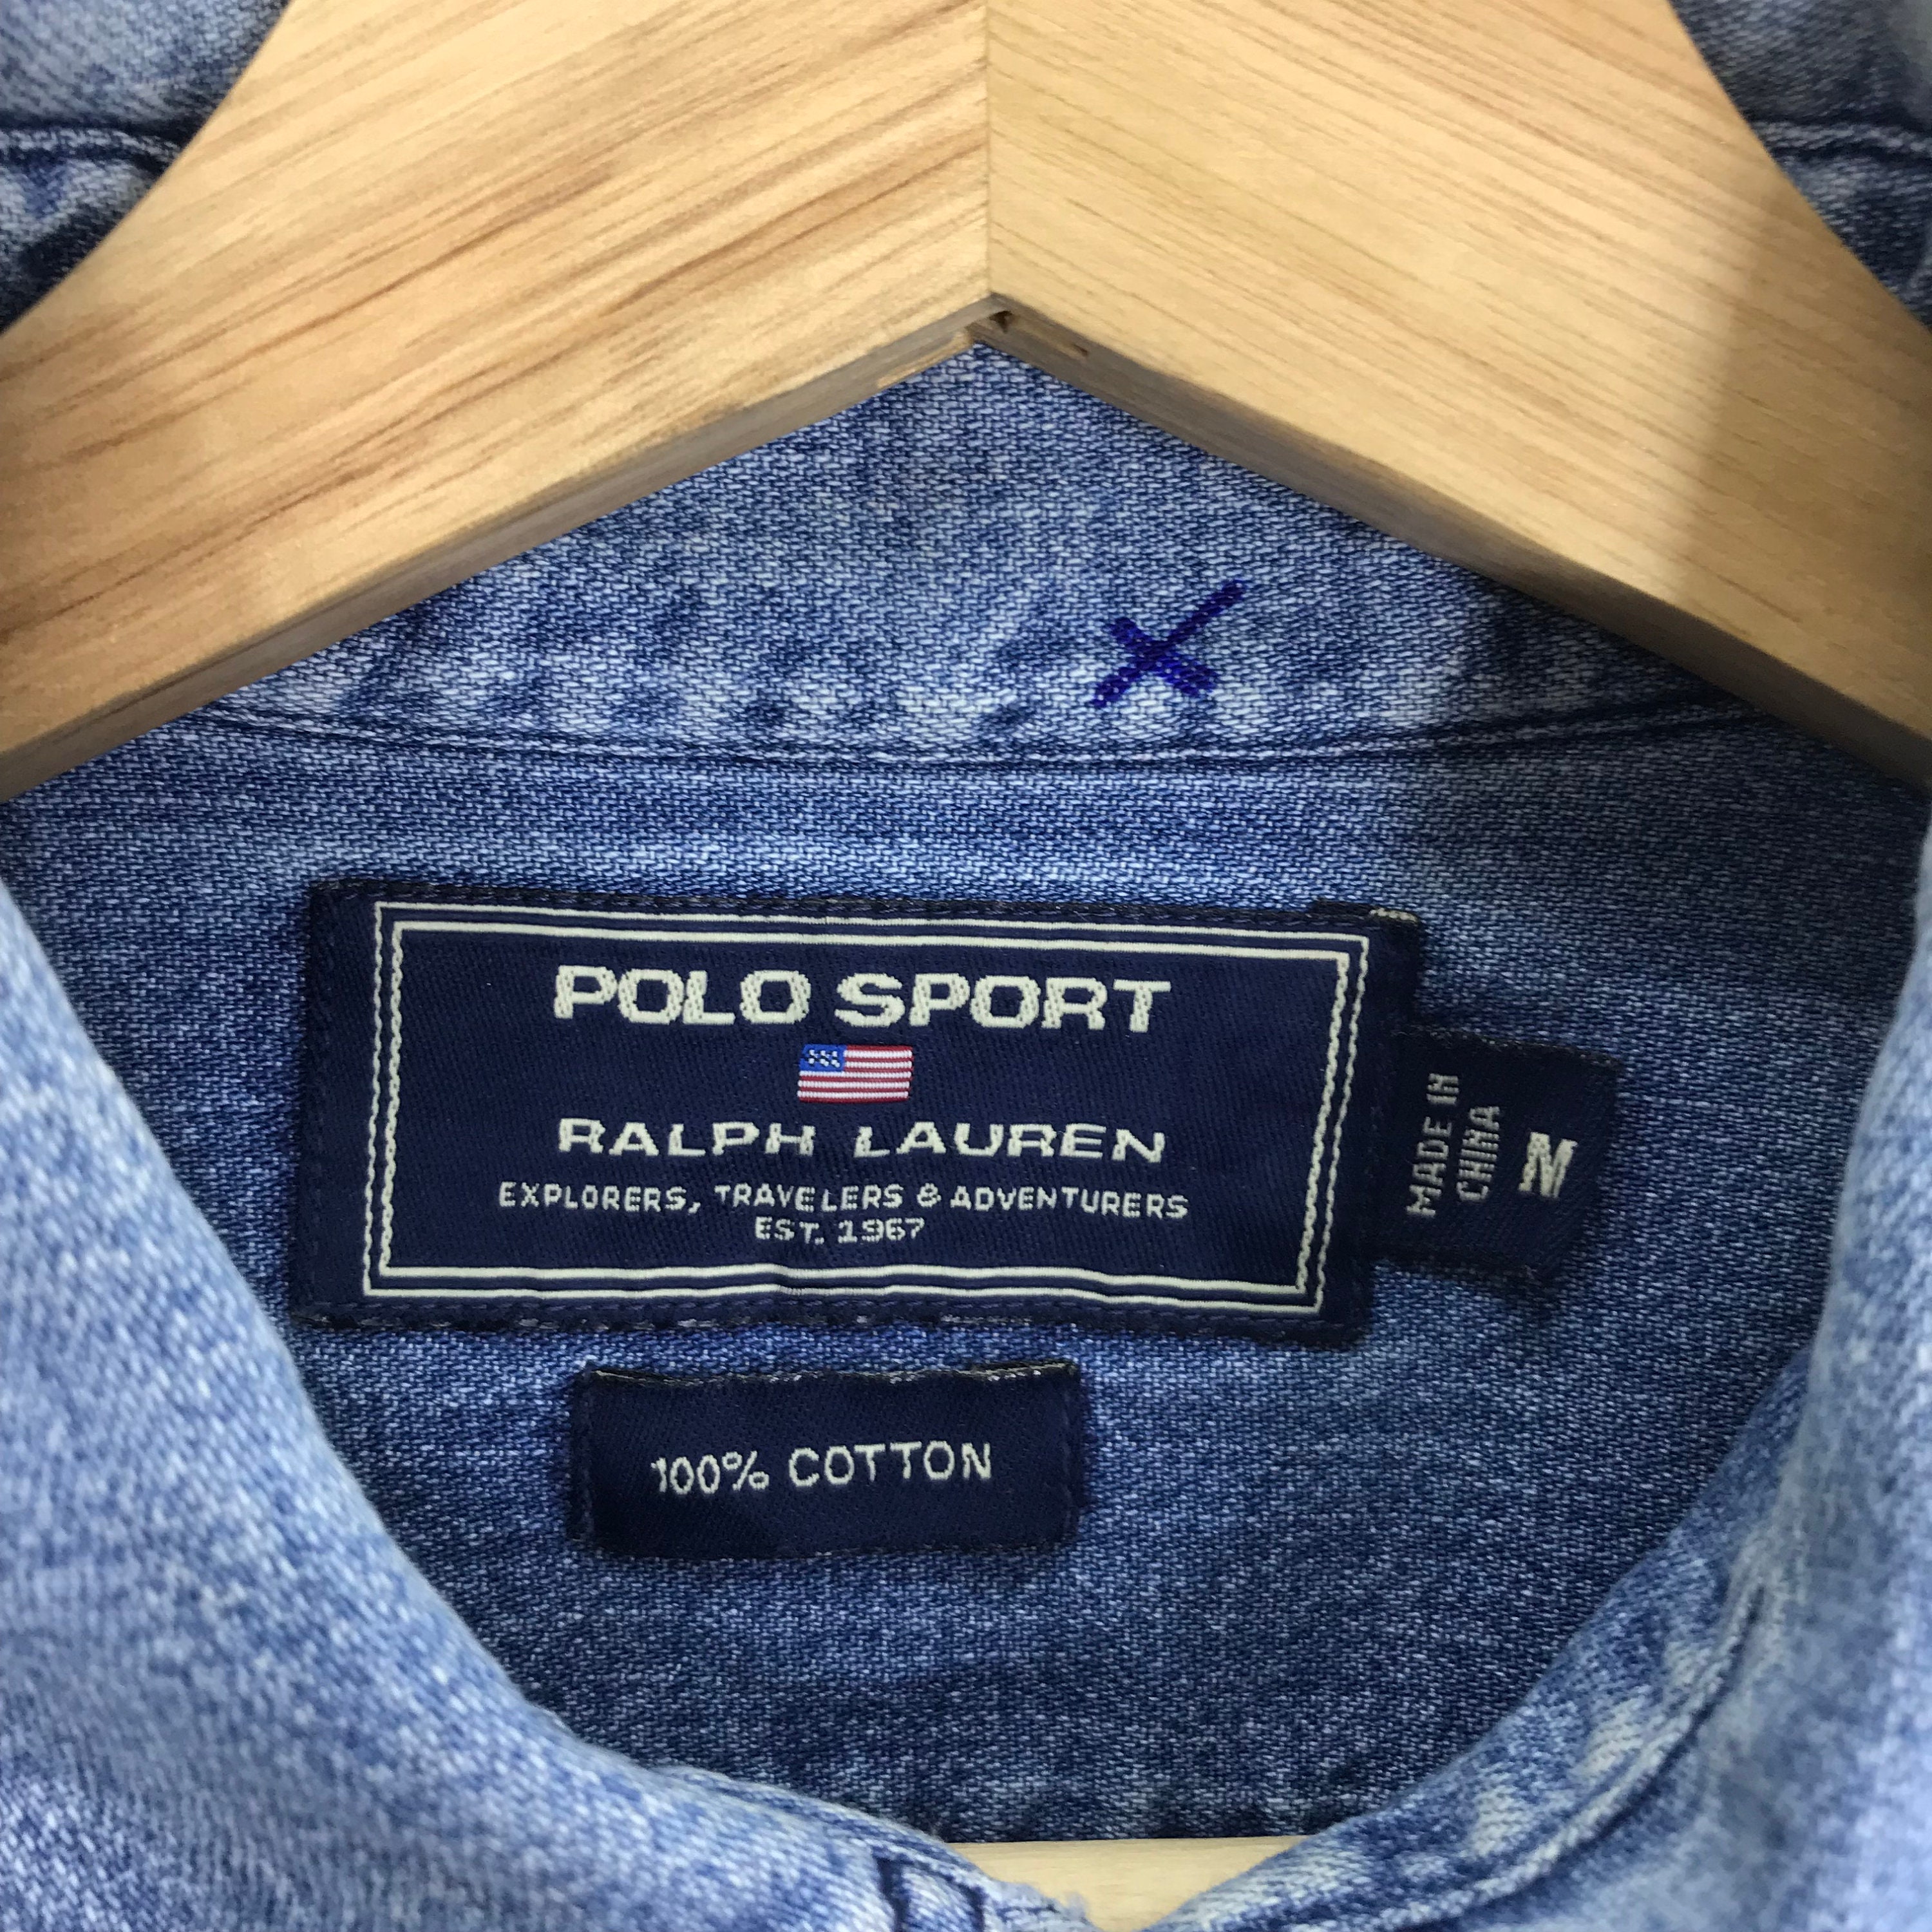 POLO SPORT
RALPH LAUREN
EXPLORERS, TRAVELERS & ADVENTURERS
EST. 1967
MADE IN
CHINA
M
100% COTTON